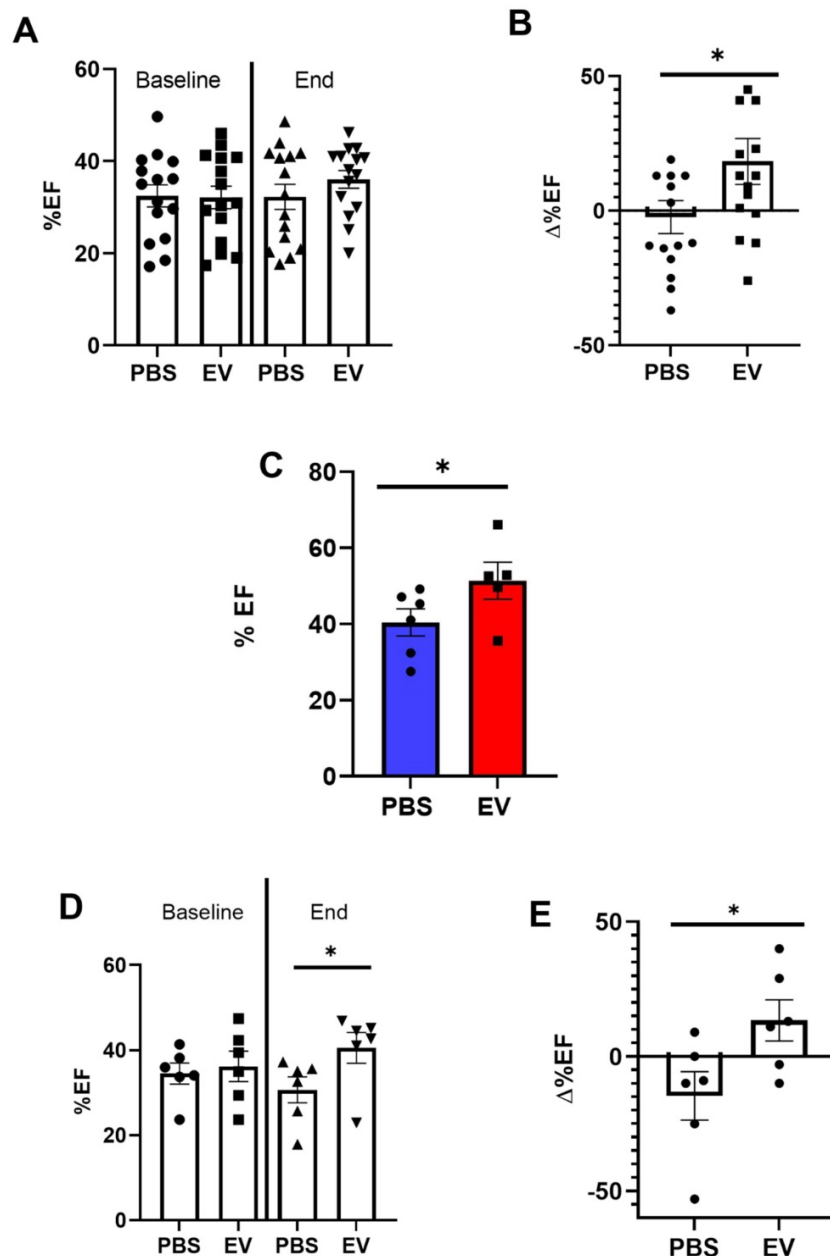 A
Baseline End
%EF
60
40
20
0
PBS EV PBS EV
B
*
Δ%EF
50
0
-50
PBS EV
C
*
% EF
80
60
40
20
0
PBS EV
D
Baseline End
*
%EF
60
40
20
0
PBS EV PBS EV
E
*
Δ%EF
50
0
-50
PBS EV